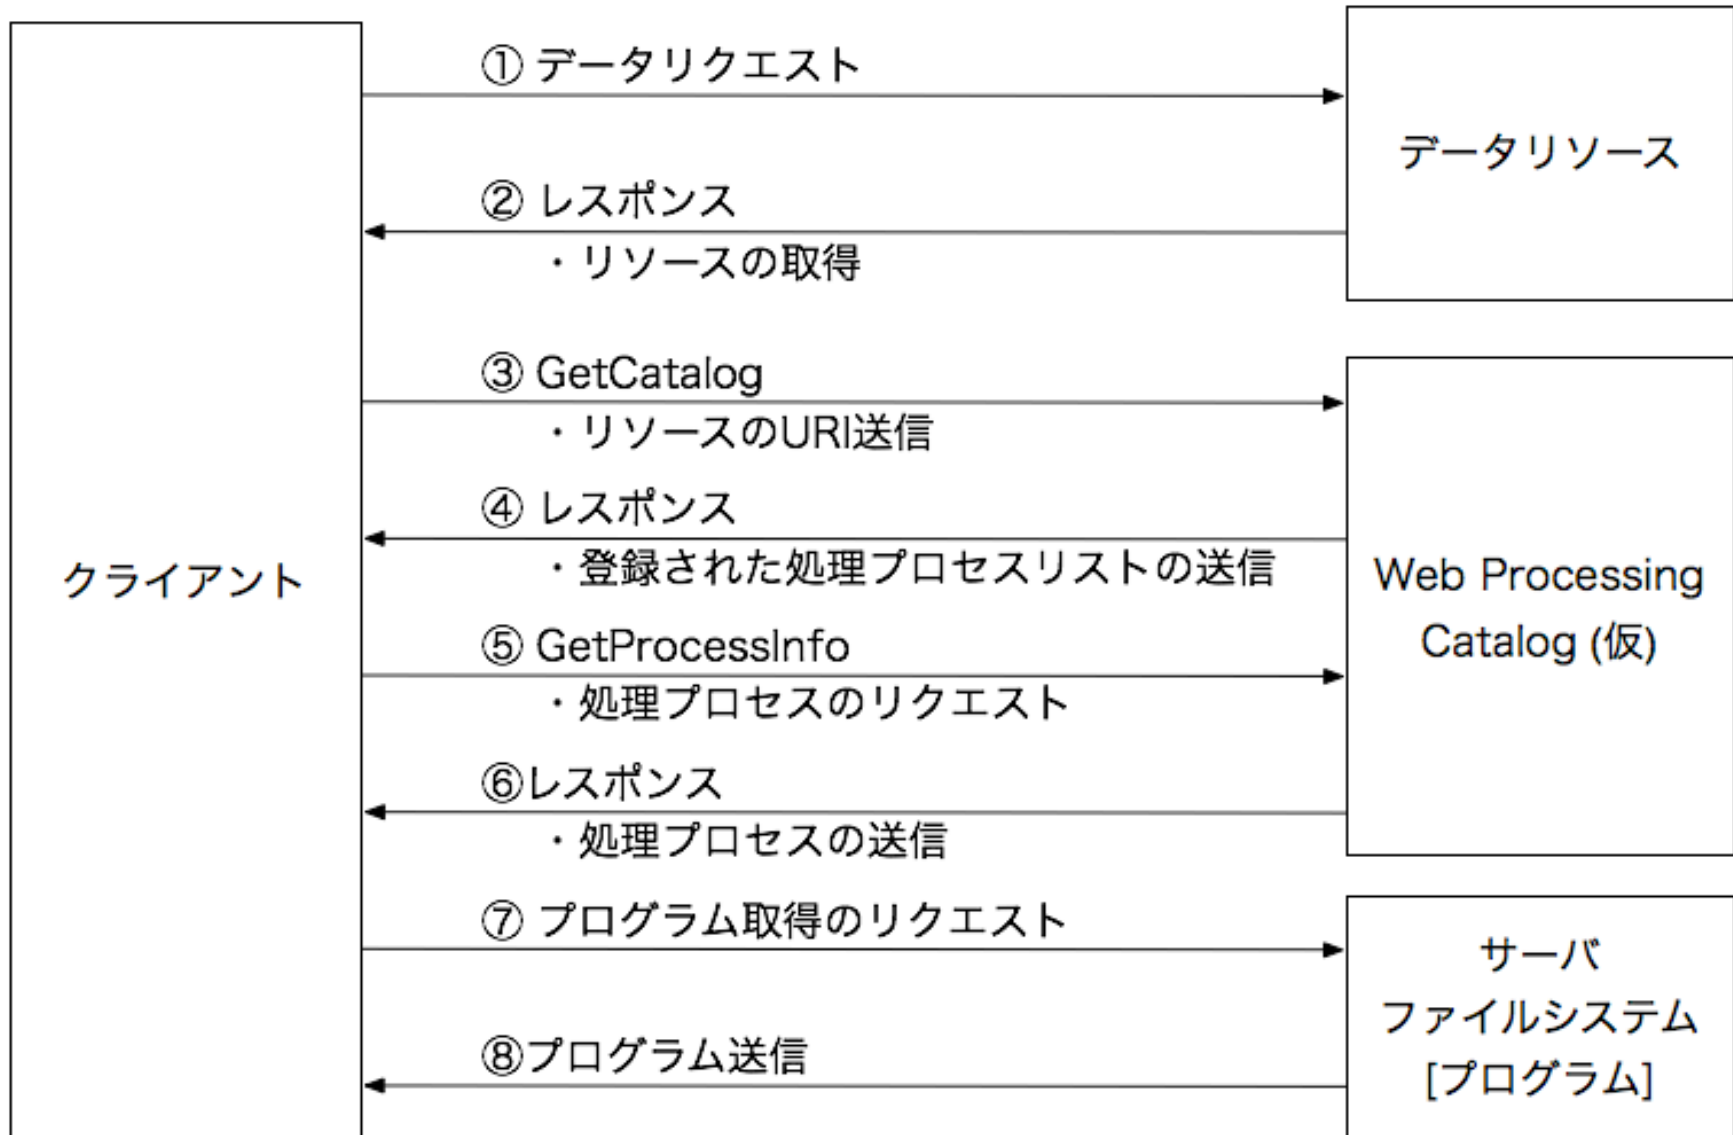 ① データリクエスト
データリソース
② レスポンス
・リソースの取得
③ GetCatalog
・リソースのURI送信
④ レスポンス
・登録された処理プロセスリストの送信
クライアント
Web Processing
Catalog (仮)
⑤ GetProcessInfo
・処理プロセスのリクエスト
⑥レスポンス
・処理プロセスの送信
⑦ プログラム取得のリクエスト
サーバ
ファイルシステム
[プログラム]
⑧プログラム送信